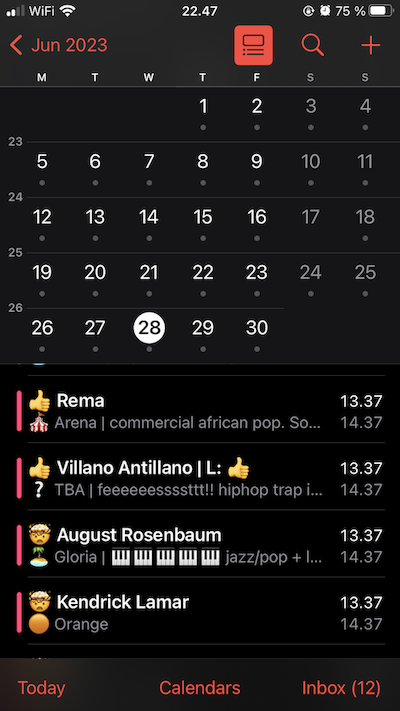 WiFi 22.47 75 %
Jun 2023
M T W T F S S
1 2 3 4
23
5 6 7 8 9 10 11
24
12 13 14 15 16 17 18
25
19 20 21 22 23 24 25
26
26 27 28 29 30
👍 Rema 13.37
🎪 Arena | commercial african pop. So... 14.37
👍 Villano Antillano | L: 👍 13.37
❔ TBA | feeeeeessssttt!! hiphop trap i... 14.37
🤯 August Rosenbaum 13.37
🏝 Gloria | 🎹 🎹 🎹 🎹 🎹 jazz/pop + l... 14.37
🤯 Kendrick Lamar 13.37
🟠 Orange 14.37
Today Calendars Inbox (12)